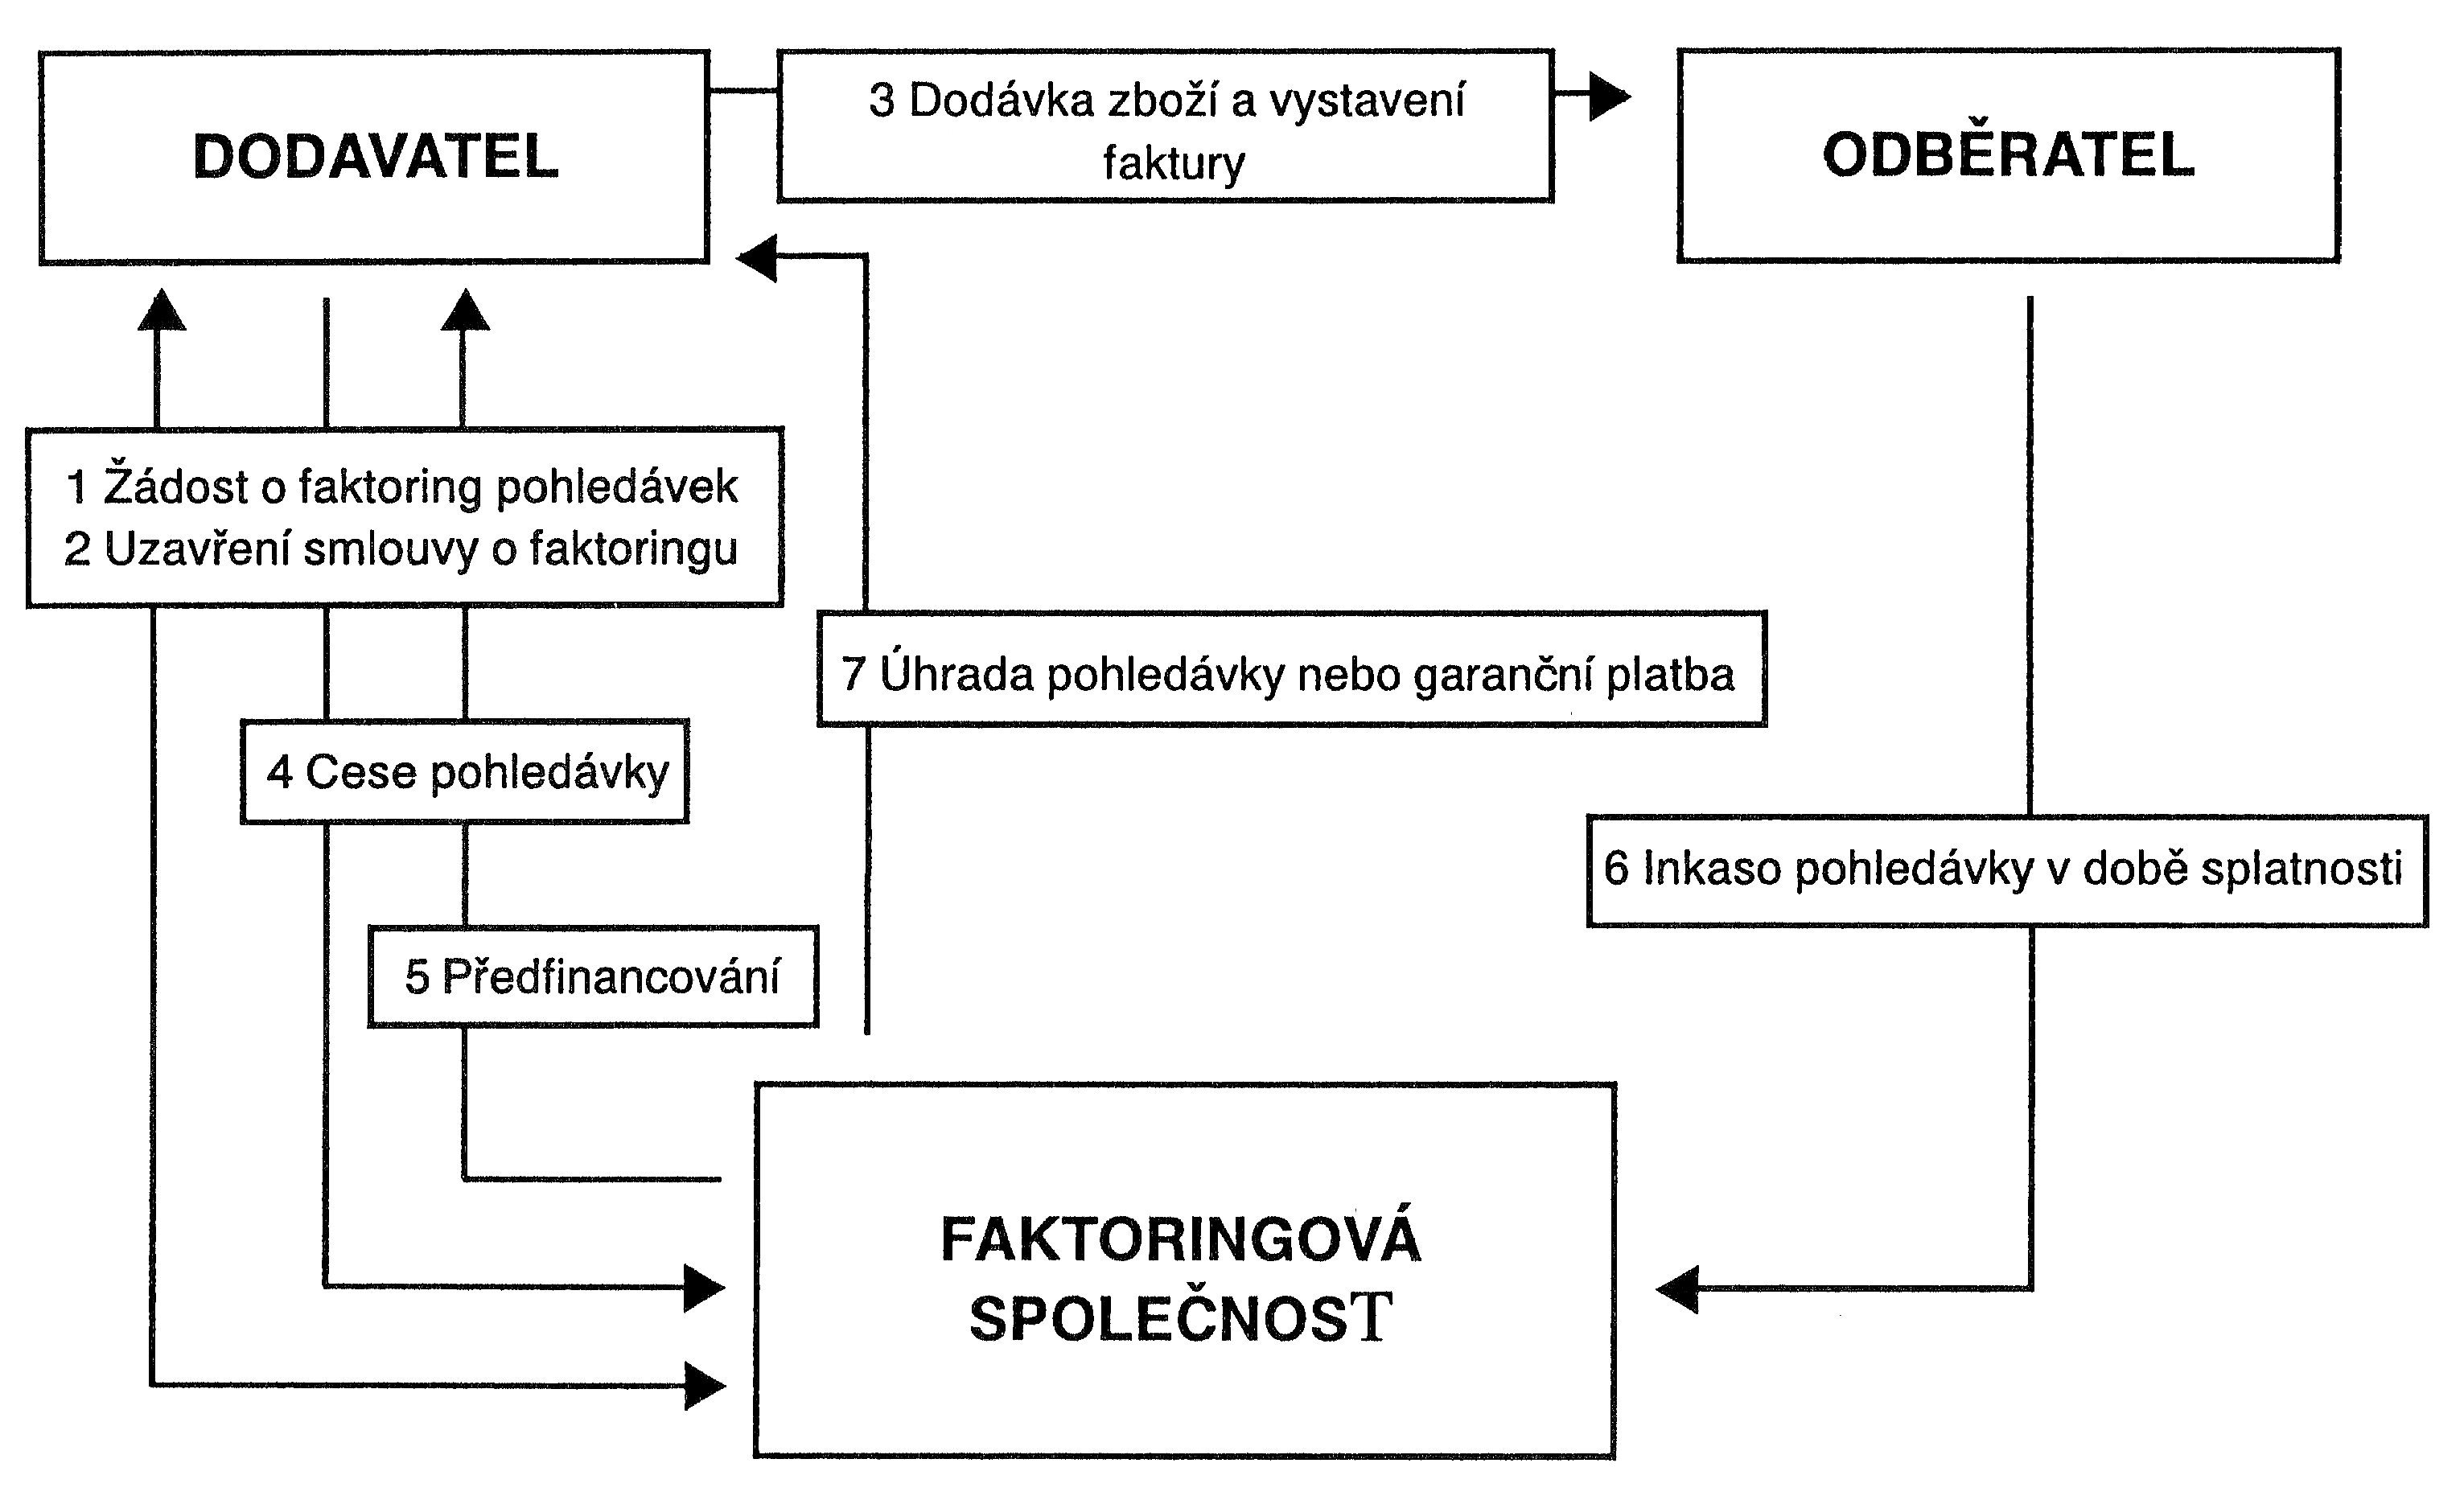 DODAVATEL
3 Dodávka zboží a vystavení
faktury
ODBĚRATEL
1 Žádost o faktoring pohledávek
2 Uzavření smlouvy o faktoringu
7 Úhrada pohledávky nebo garanční platba
4 Cese pohledávky
6 Inkaso pohledávky v době splatnosti
5 Předfinancování
FAKTORINGOVÁ
SPOLEČNOST